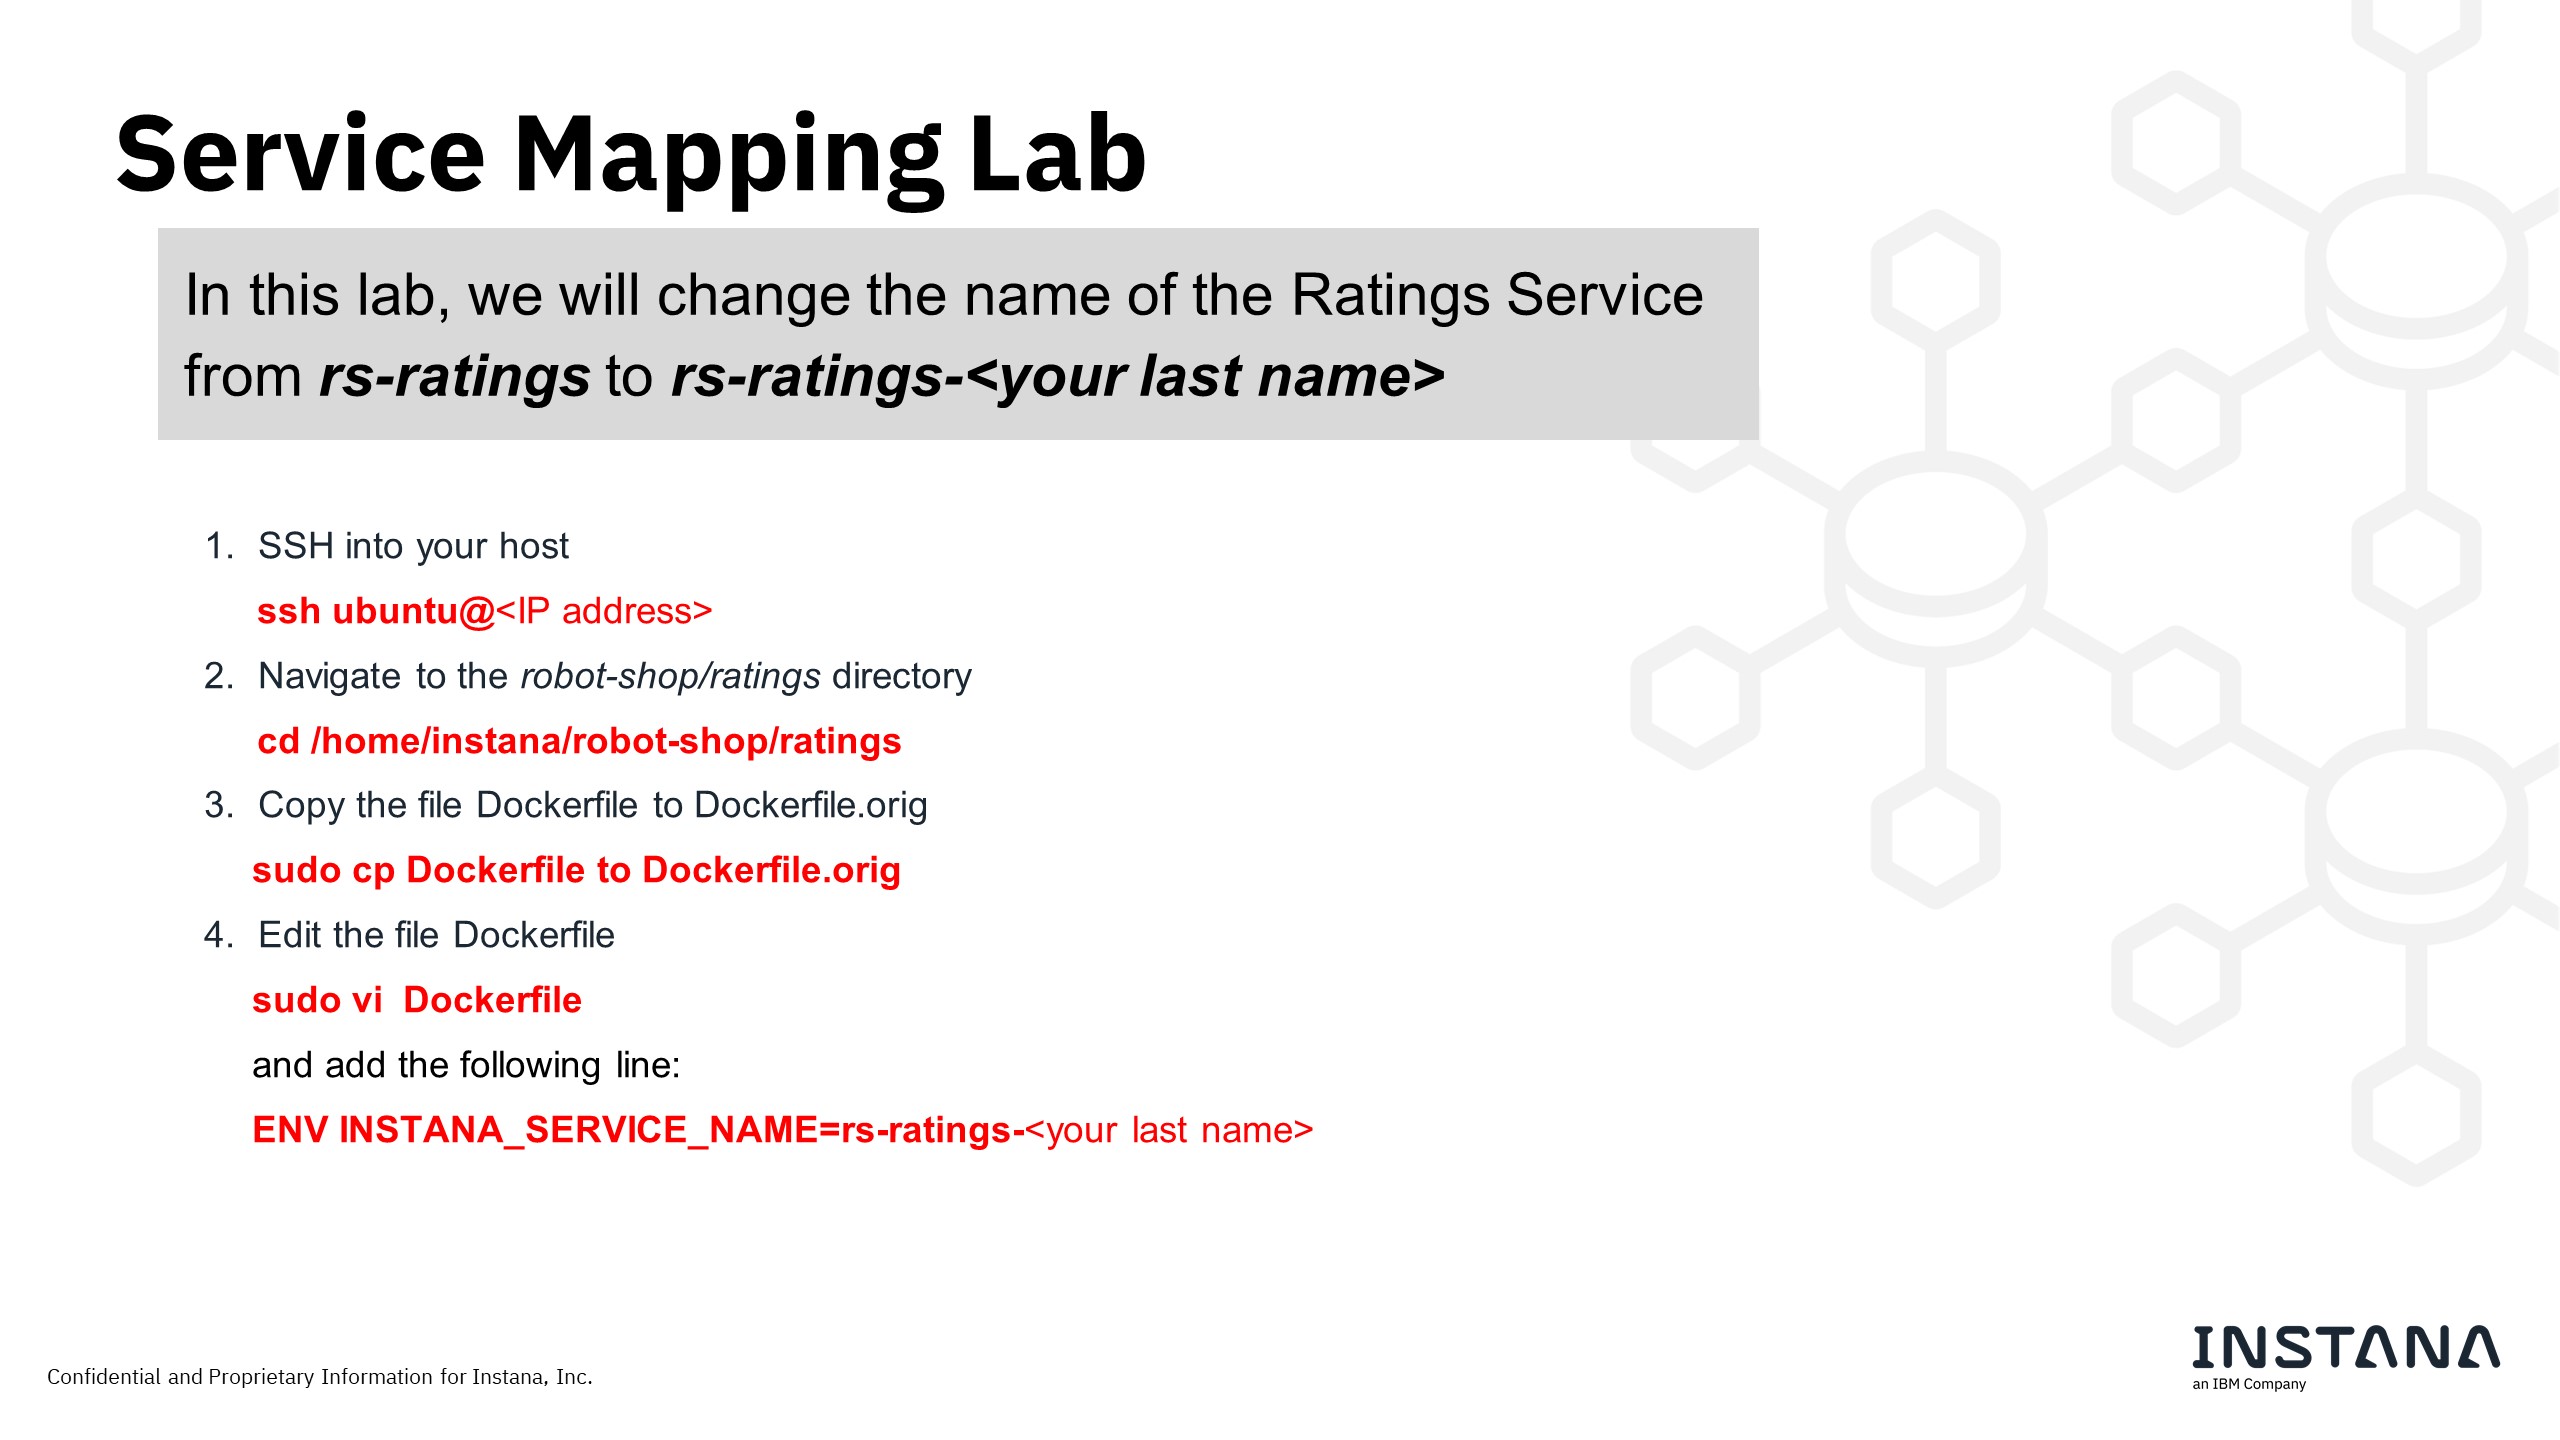 Service Mapping Lab
In this lab, we will change the name of the Ratings Service
from rs-ratings to rs-ratings-<your last name>
1. SSH into your host
ssh ubuntu@<IP address>
2. Navigate to the robot-shop/ratings directory
cd /home/instana/robot-shop/ratings
3. Copy the file Dockerfile to Dockerfile.orig
sudo cp Dockerfile to Dockerfile.orig
4. Edit the file Dockerfile
sudo vi  Dockerfile
and add the following line:
ENV INSTANA_SERVICE_NAME=rs-ratings-<your last name>
Confidential and Proprietary Information for Instana, Inc.
INSTANA
an IBM Company